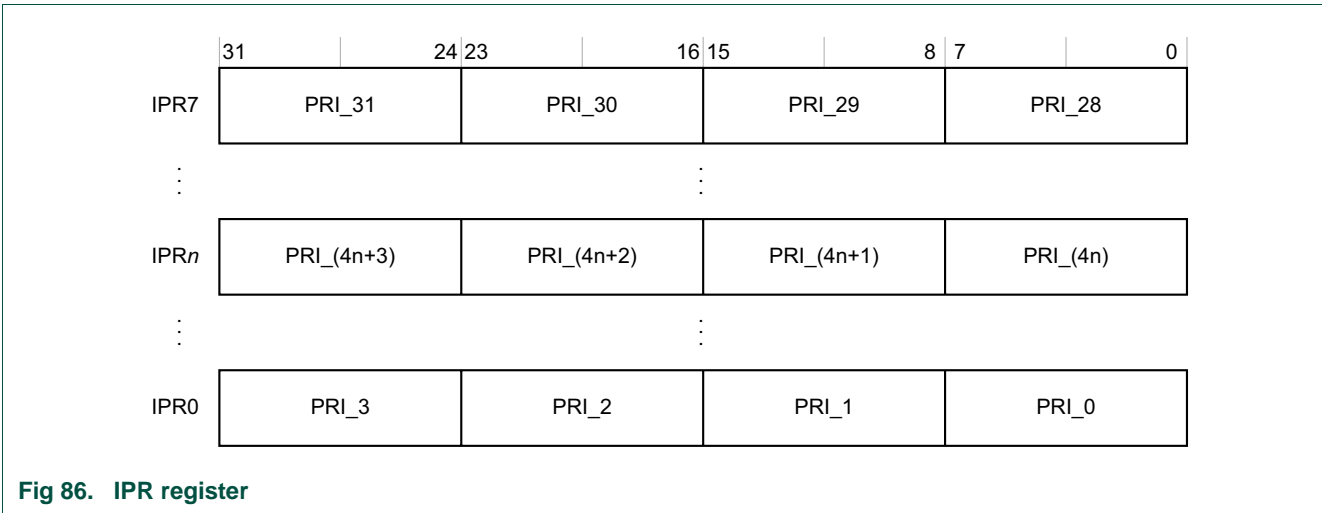 31 24 23 16 15 8 7 0
IPR7 PRI_31 PRI_30 PRI_29 PRI_28
IPRn PRI_(4n+3) PRI_(4n+2) PRI_(4n+1) PRI_(4n)
IPR0 PRI_3 PRI_2 PRI_1 PRI_0
Fig 86. IPR register